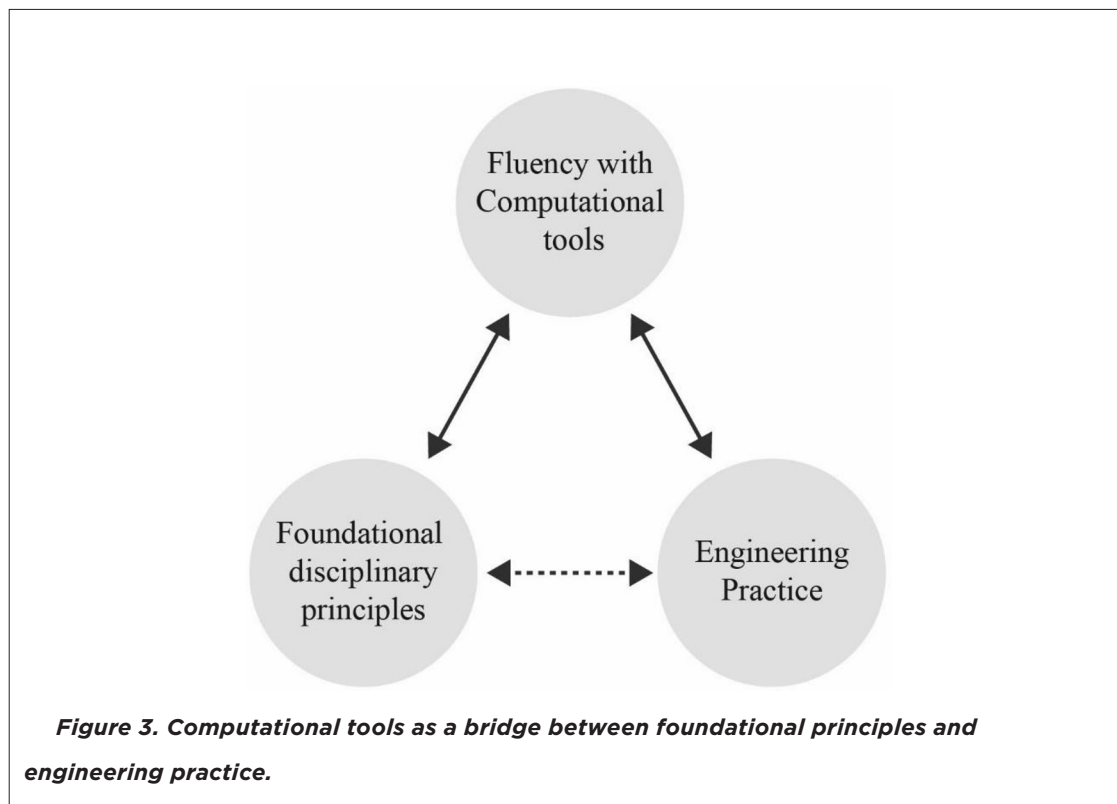 Fluency with
Computational
tools
Foundational
disciplinary
principles
Engineering
Practice
Figure 3. Computational tools as a bridge between foundational principles and
engineering practice.